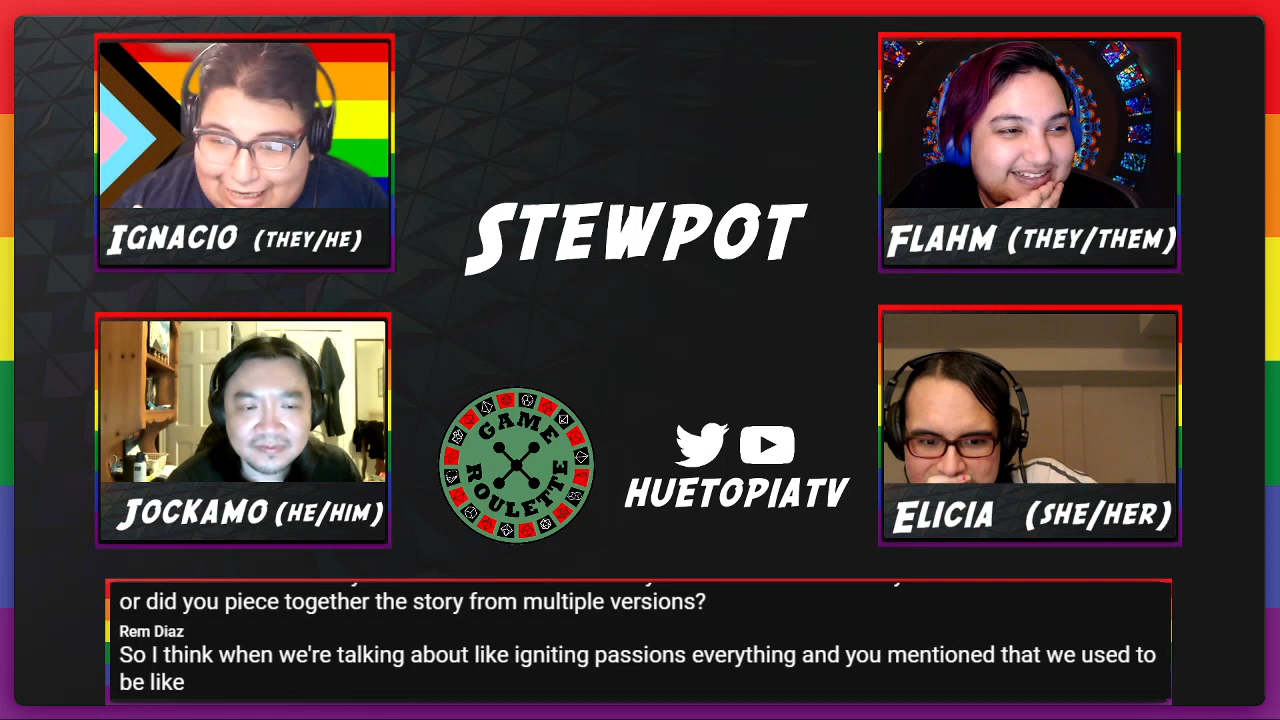 IGNACIO (THEY/HE)
FLAHM (THEY/THEM)
STEWPOT
JOCKAMO (HE/HIM)
GAME
ROULETTE
HUETOPIATV
ELICIA (SHE/HER)
or did you piece together the story from multiple versions?
Rem Diaz
So I think when we're talking about like igniting passions everything and you mentioned that we used to
be like